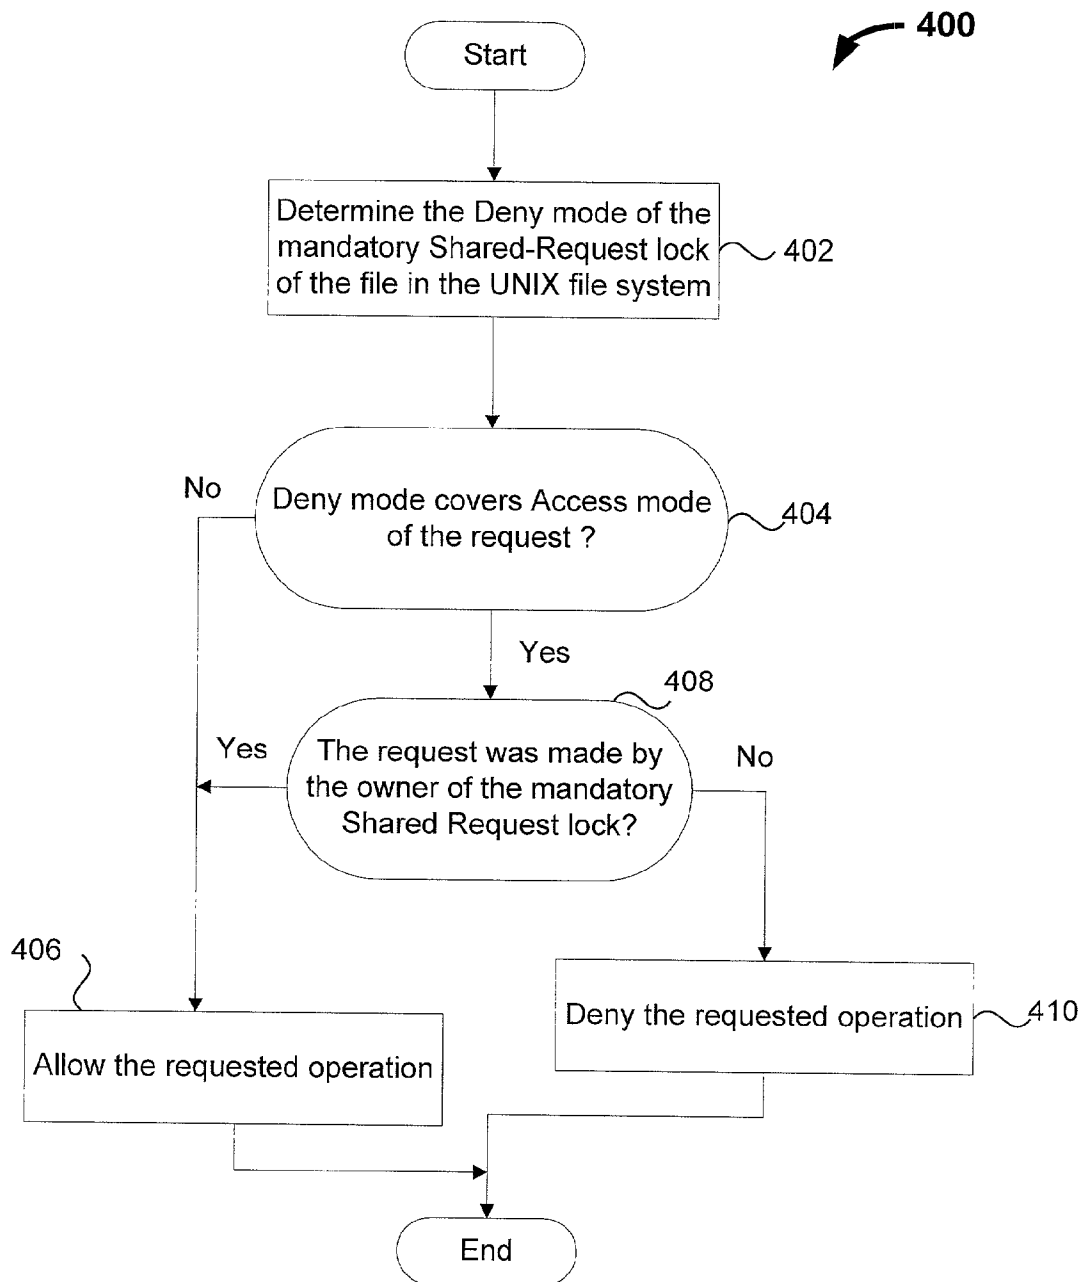 400
Start
Determine the Deny mode of the
mandatory Shared-Request lock
of the file in the UNIX file system
402
No
Deny mode covers Access mode
of the request ?
404
Yes
408
Yes
The request was made by
the owner of the mandatory
Shared Request lock?
No
406
Allow the requested operation
Deny the requested operation
410
End